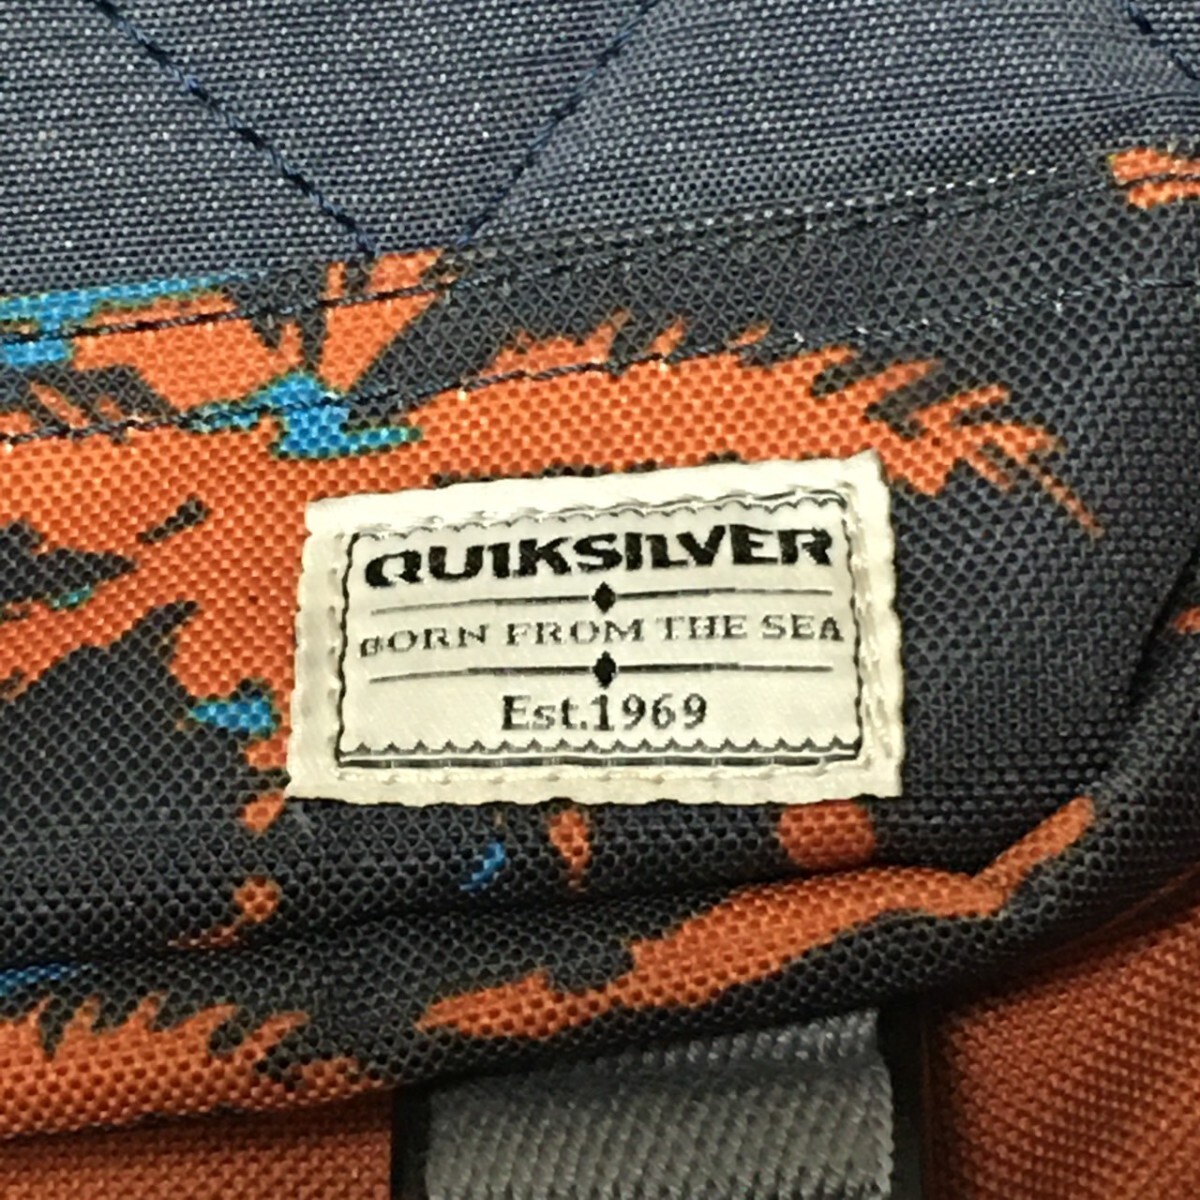 QUIKSILVER
BORN FROM THE SEA
Est.1969